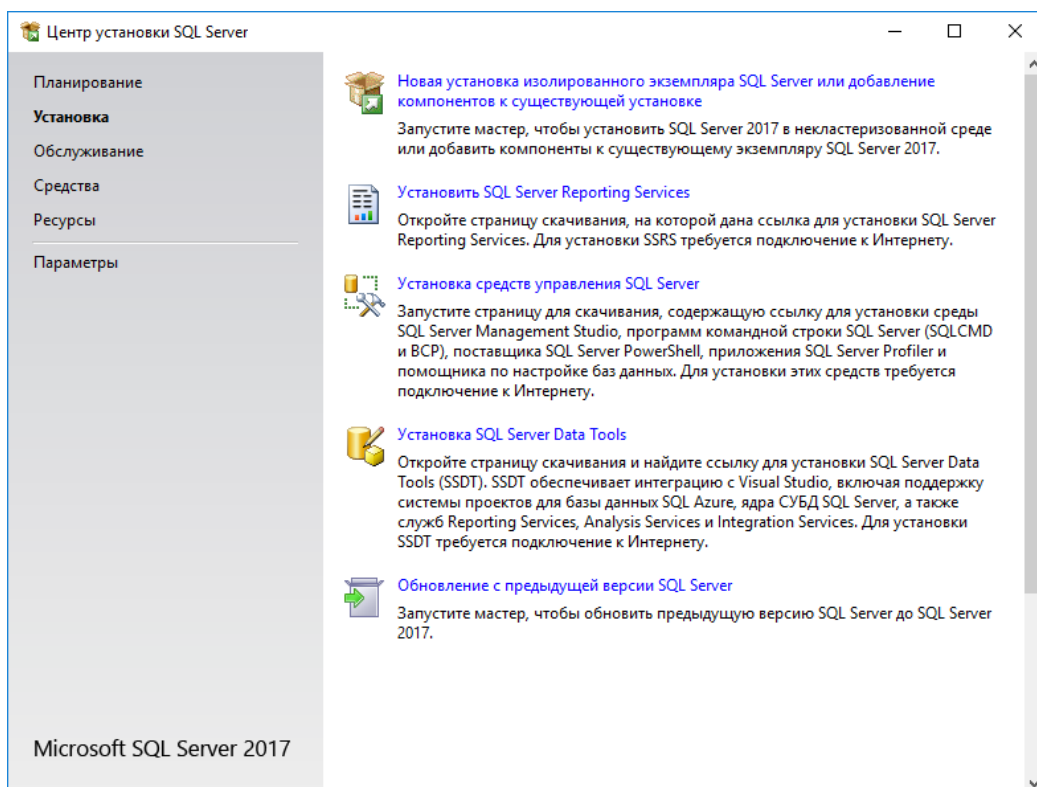 Центр установки SQL Server
Планирование
Установка
Обслуживание
Средства
Ресурсы
Параметры
Microsoft SQL Server 2017
Новая установка изолированного экземпляра SQL Server или добавление
компонентов к существующей установке
Запустите мастер, чтобы установить SQL Server 2017 в некластеризованной среде
или добавить компоненты к существующему экземпляру SQL Server 2017.
Установить SQL Server Reporting Services
Откройте страницу скачивания, на которой дана ссылка для установки SQL Server
Reporting Services. Для установки SSRS требуется подключение к Интернету.
Установка средств управления SQL Server
Запустите страницу для скачивания, содержащую ссылку для установки среды
SQL Server Management Studio, программ командной строки SQL Server (SQLCMD
и BCP), поставщика SQL Server PowerShell, приложения SQL Server Profiler и
помощника по настройке баз данных. Для установки этих средств требуется
подключение к Интернету.
Установка SQL Server Data Tools
Откройте страницу скачивания и найдите ссылку для установки SQL Server Data
Tools (SSDT). SSDT обеспечивает интеграцию с Visual Studio, включая поддержку
системы проектов для базы данных SQL Azure, ядра СУБД SQL Server, а также
служб Reporting Services, Analysis Services и Integration Services. Для установки
SSDT требуется подключение к Интернету.
Обновление с предыдущей версии SQL Server
Запустите мастер, чтобы обновить предыдущую версию SQL Server до SQL Server
2017.